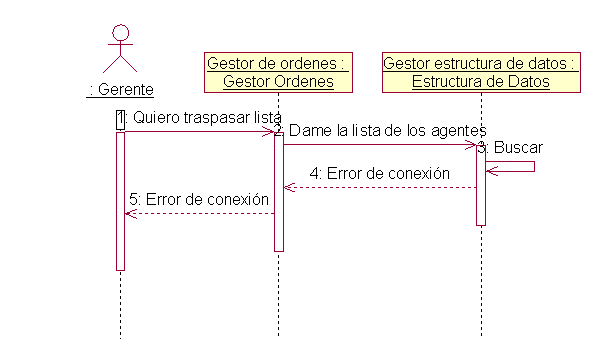 Gestor de ordenes :
Gestor Ordenes
Gestor estructura de datos :
Estructura de Datos
: Gerente
1: Quiero traspasar lista
2: Dame la lista de los agentes
3: Buscar
4: Error de conexión
5: Error de conexión